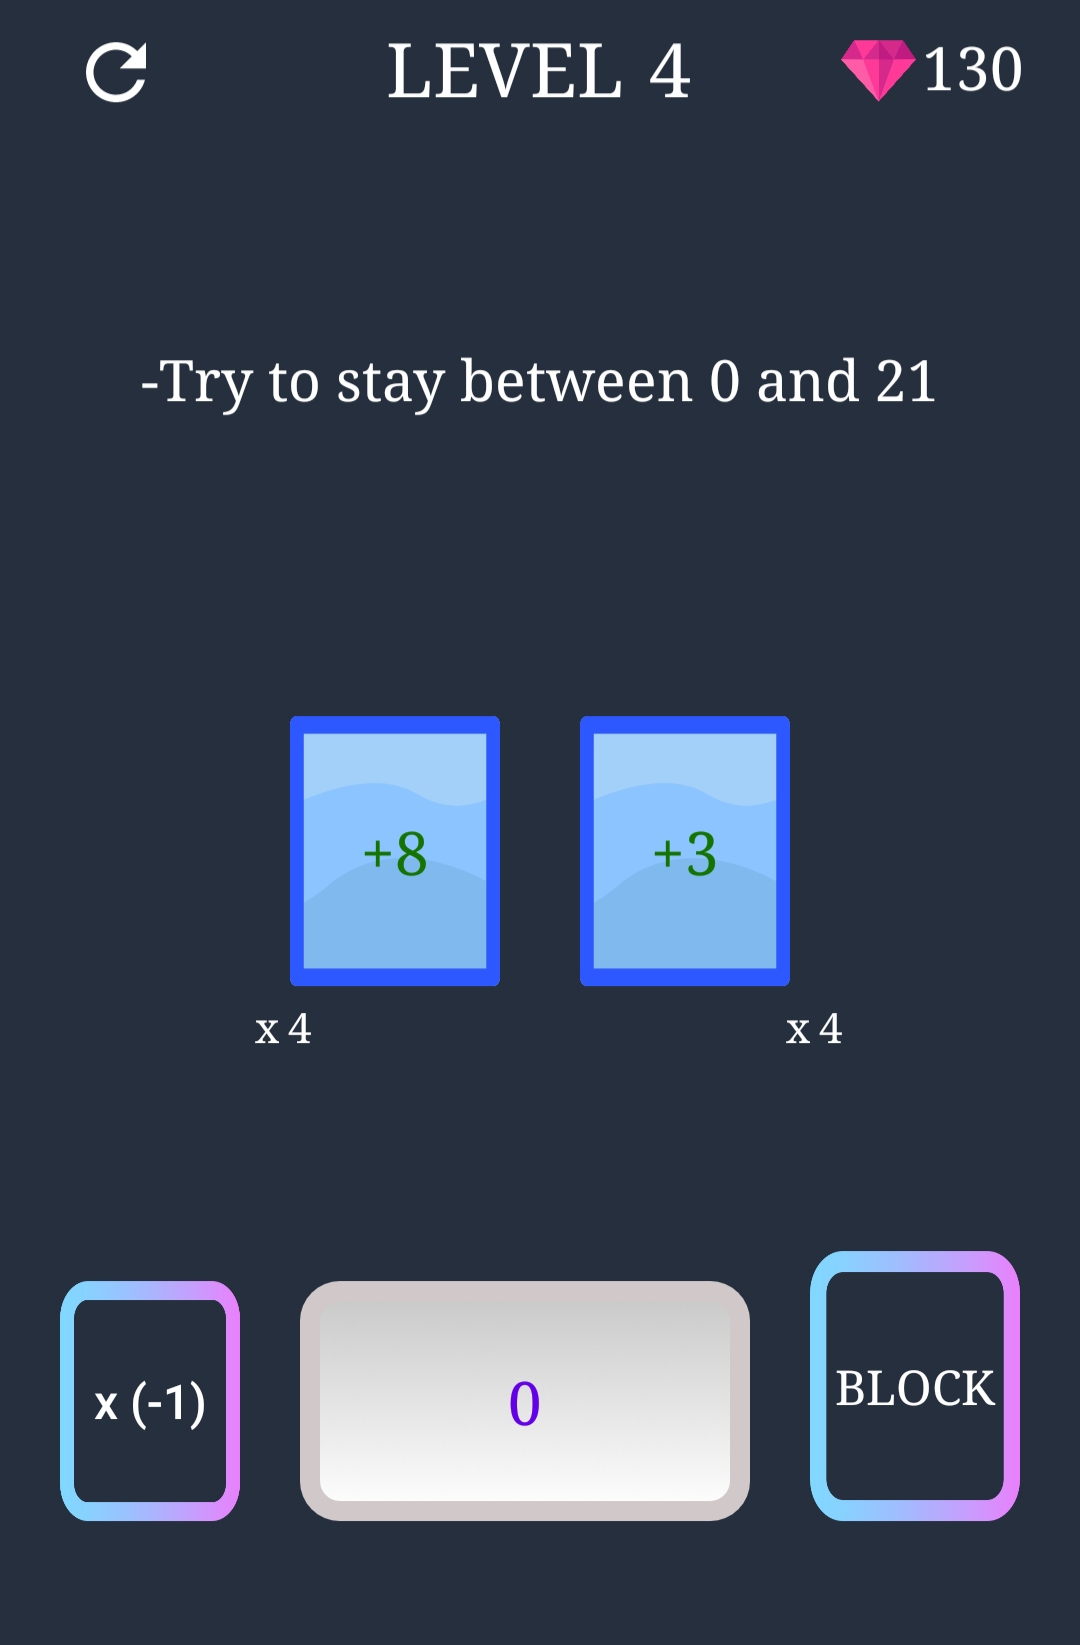 LEVEL 4
130
-Try to stay between 0 and 21
+8
+3
x 4
x 4
x (-1)
0
BLOCK